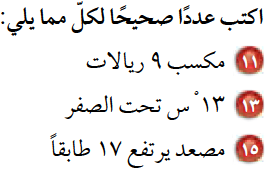 اكتب عددًا صحيحًا لكلّ مما يلي:
١١ مكسب ٩ ريالات
١٣ ١٣° س تحت الصفر
١٥ مصعد يرتفع ١٧ طابقاً